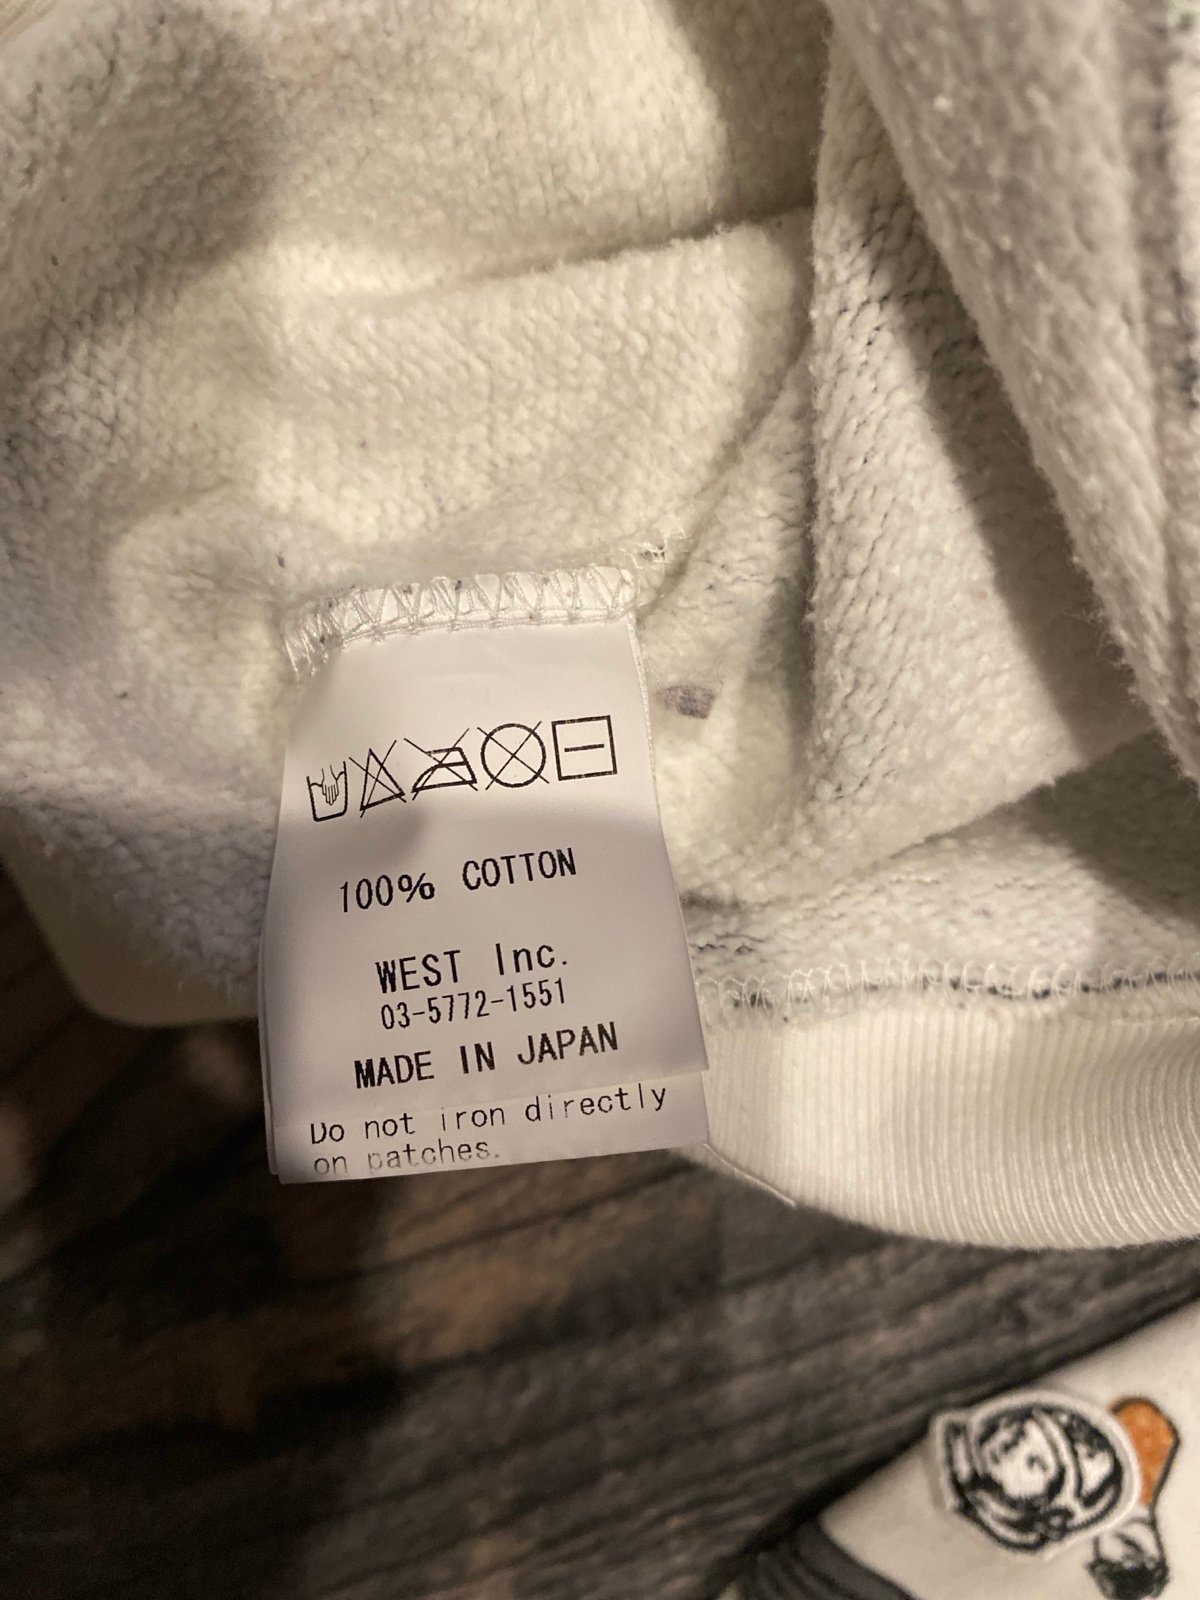 100% COTTON
WEST Inc.
03-5772-1551
MADE IN JAPAN
Do not iron directly
on patches.